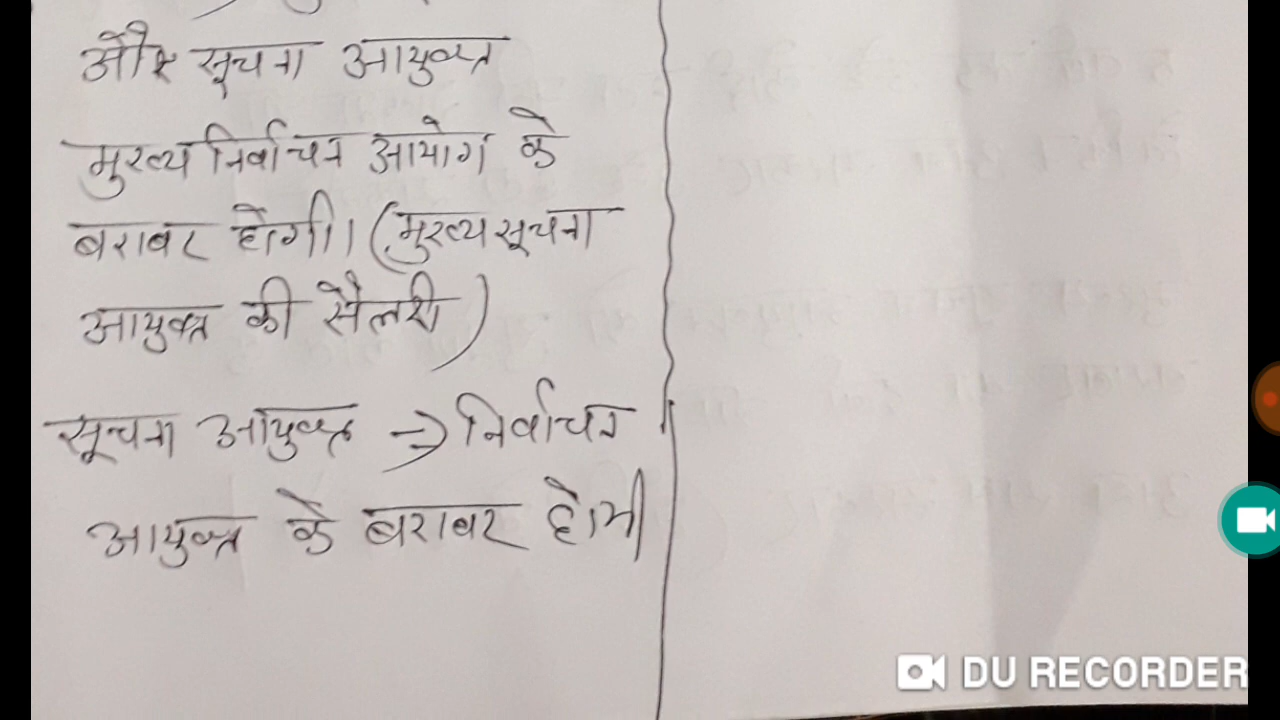 और सूचना आयुक्त
मुख्य निर्वाचन आयोग के
बराबर होगी। (मुख्य सूचना
आयुक्त की सैलरी)
सूचना आयुक्त → निर्वाचन
आयुक्त के बराबर होगी
DU RECORDER